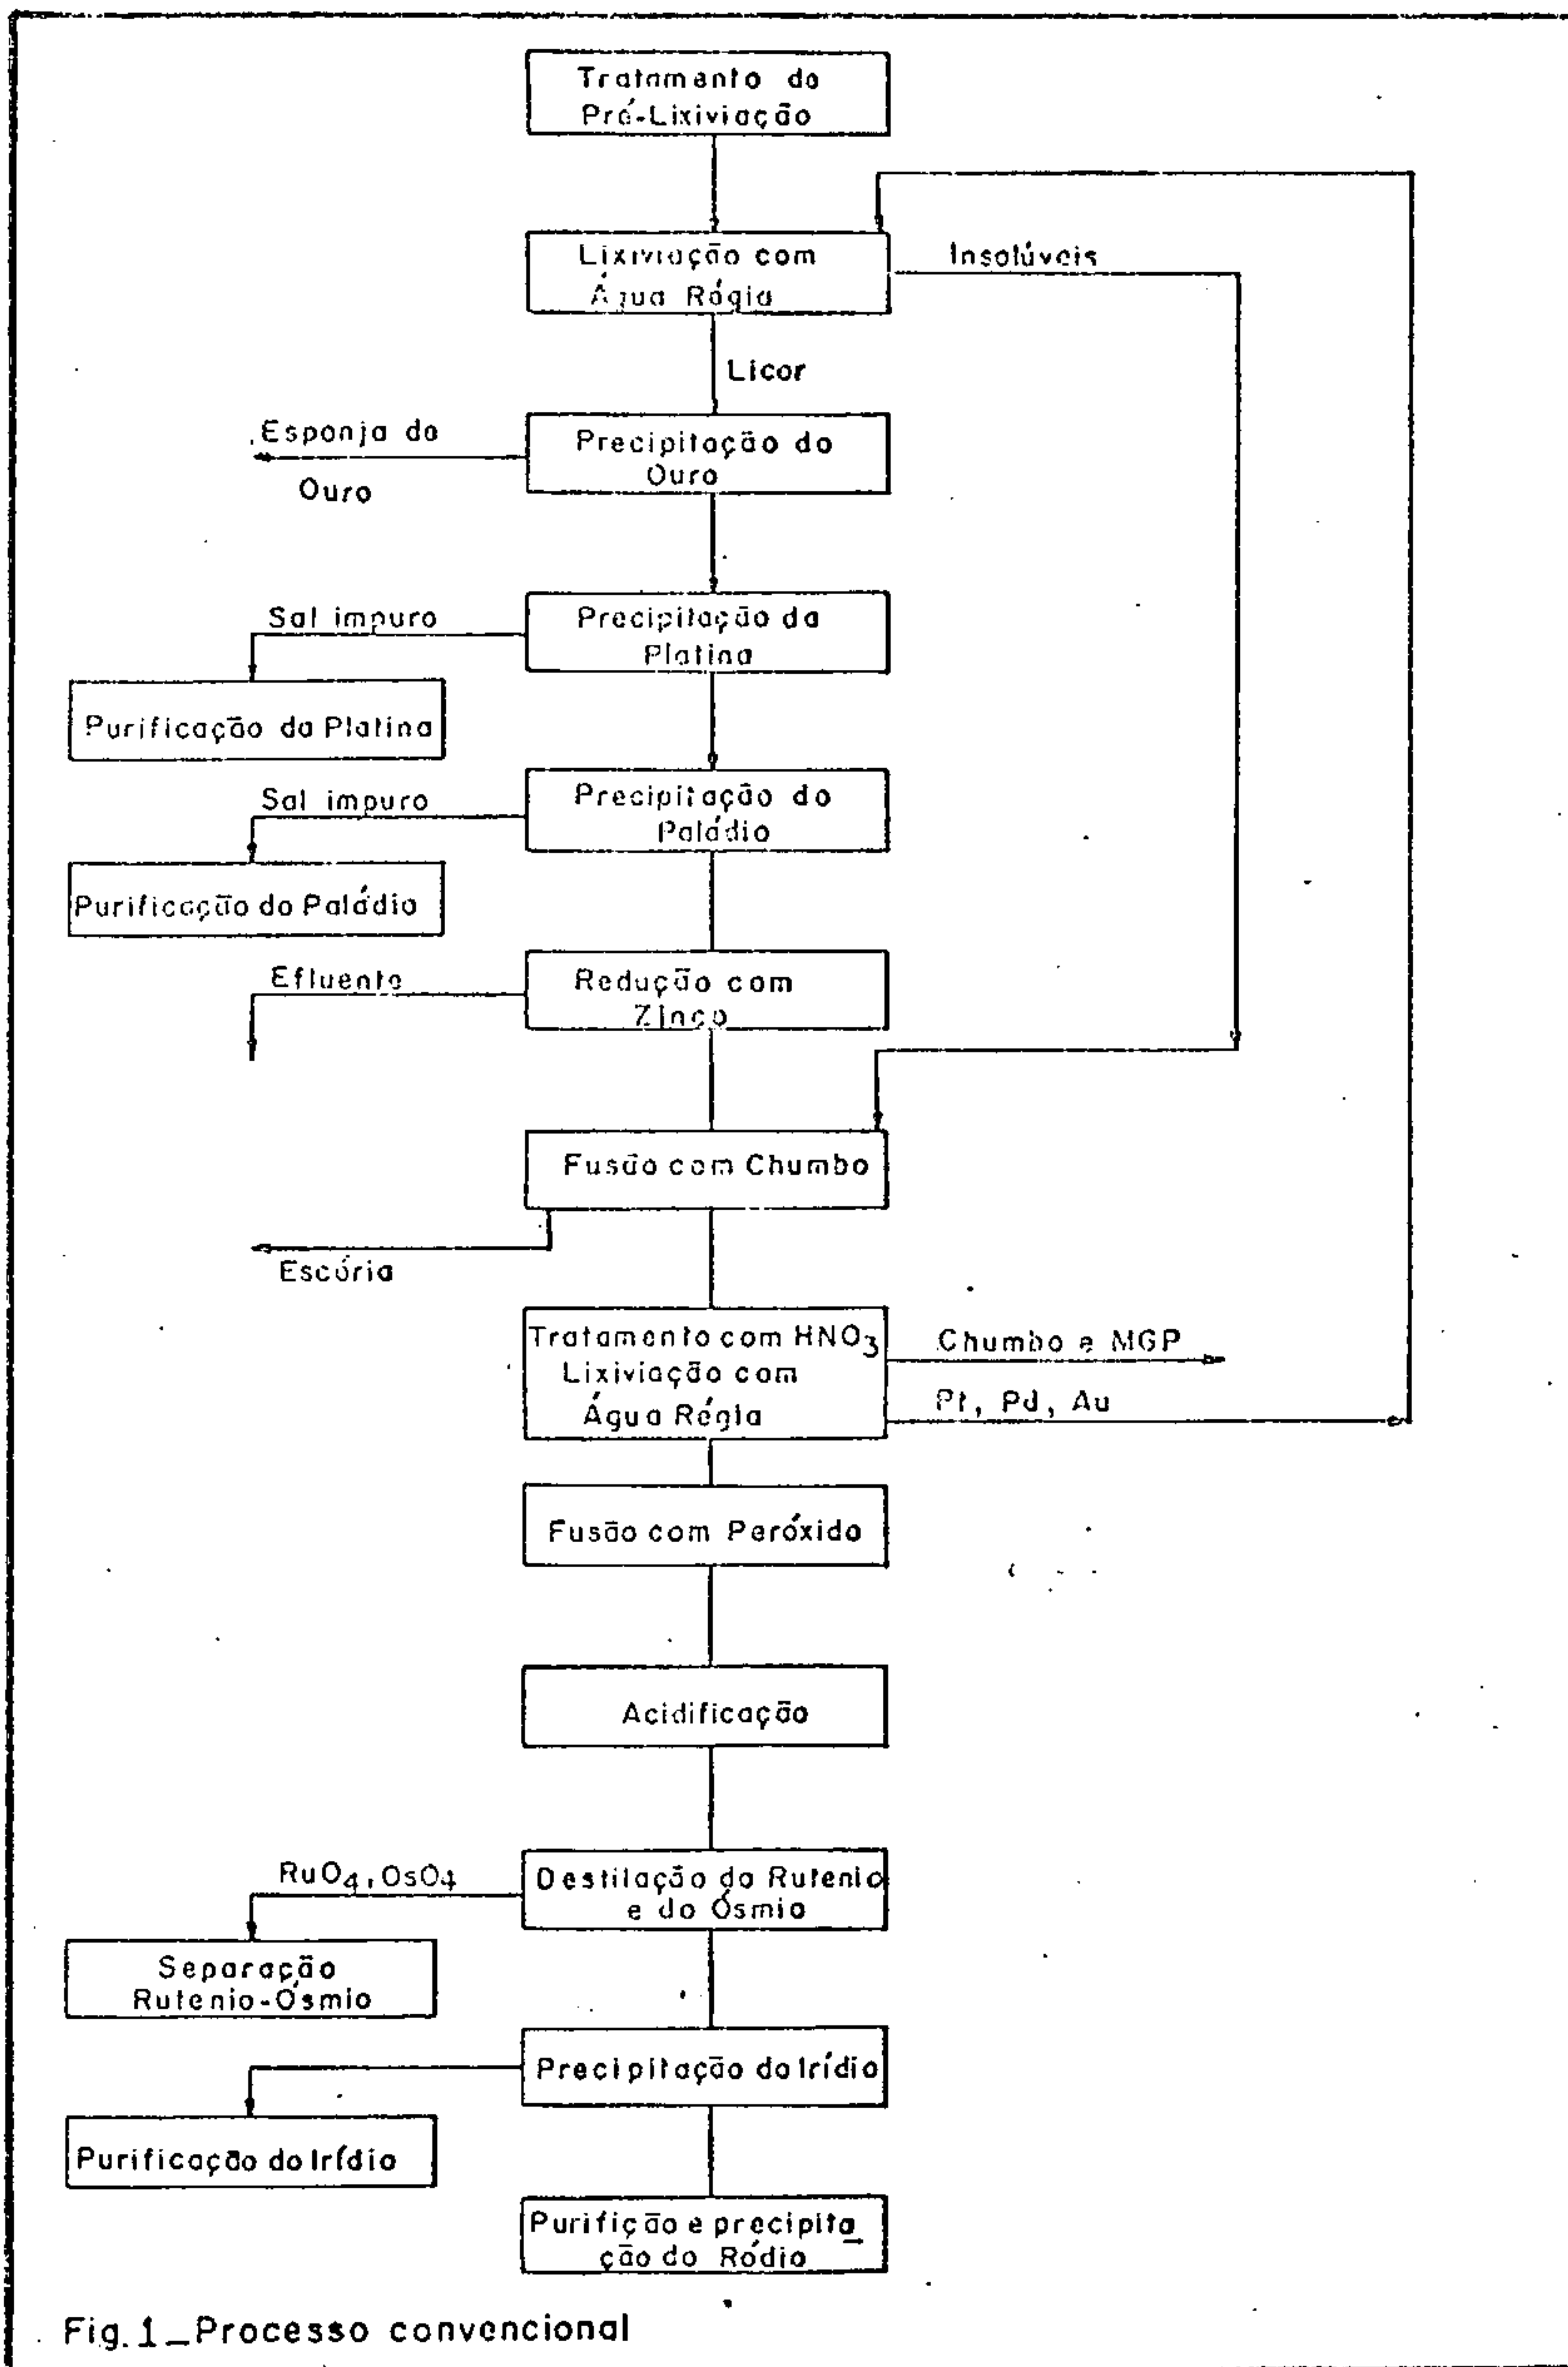 Tratamento de
Pré-Lixiviação
Lixiviação com
Água Régia
Insolúveis
Licor
Esponja de
Ouro
Precipitação do
Ouro
Sal impuro
Precipitação da
Platina
Purificação da Platina
Sal impuro
Precipitação do
Paládio
Purificação do Paládio
Efluente
Redução com
Zinco
Fusão com Chumbo
Escória
Tratamento com HNO3
Lixiviação com
Água Régia
Chumbo e MGP
Pt, Pd, Au
Fusão com Peróxido
Acidificação
RuO4, OsO4
Destilação do Rutenio
e do Ósmio
Separação
Rutenio-Ósmio
Precipitação do Irídio
Purificação do Irídio
Purifição e precipita
ção do Ródio
Fig. 1_Processo convencional